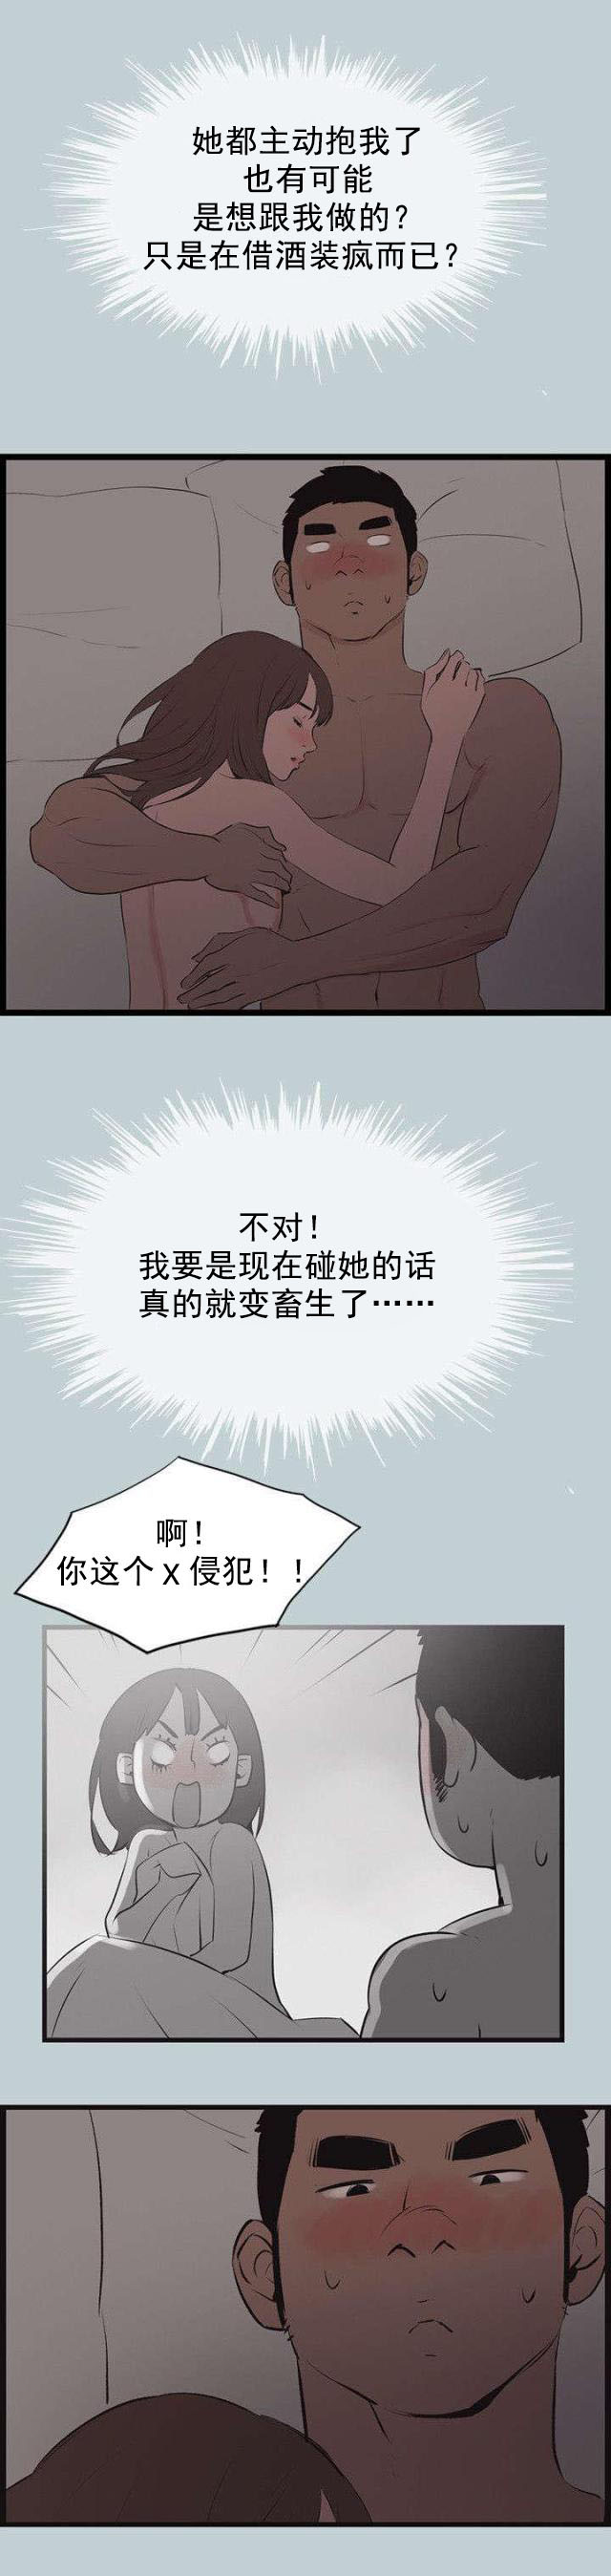 她都主动抱我了
也有可能
是想跟我做的？
只是在借酒装疯而已？
不对！
我要是现在碰她的话
真的就变畜生了……
啊！
你这个x侵犯！！